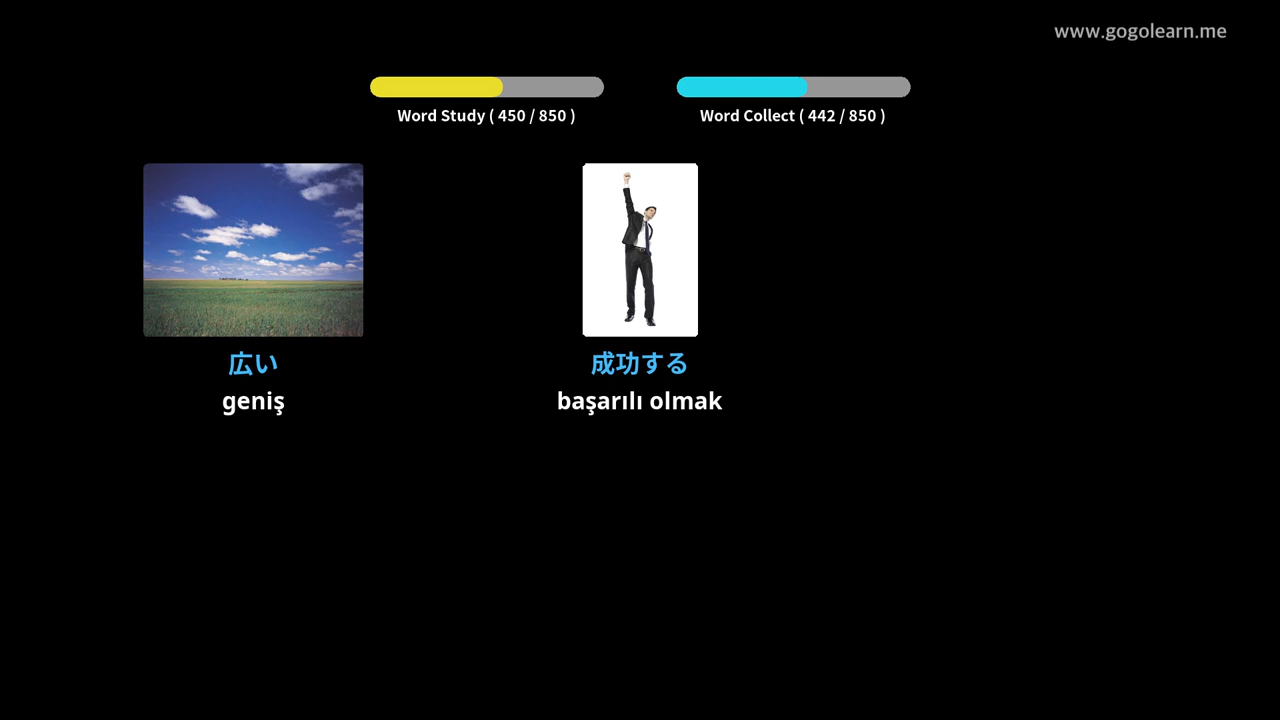 www.gogolearn.me
Word Study ( 450 / 850 )
Word Collect ( 442 / 850 )
広い
geniş
成功する
başarılı olmak